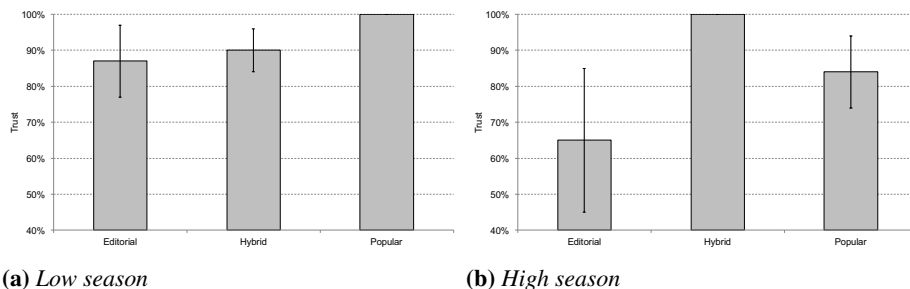 100%
90%
80%
70%
60%
50%
40%
Trust
Editorial Hybrid Popular
(a) Low season
100%
90%
80%
70%
60%
50%
40%
Trust
Editorial Hybrid Popular
(b) High season